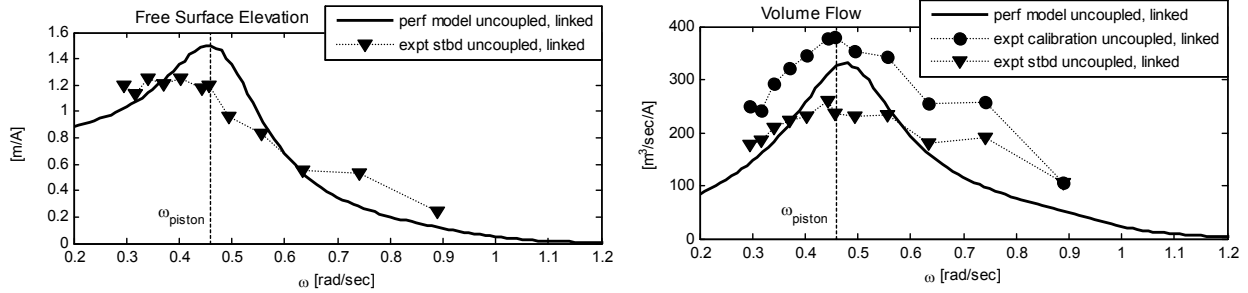 Free Surface Elevation
perf model uncoupled, linked
expt stbd uncoupled, linked
[m/A]
1.6
1.4
1.2
1
0.8
0.6
0.4
0.2
0
ω_piston
0.2 0.3 0.4 0.5 0.6 0.7 0.8 0.9 1 1.1 1.2
ω [rad/sec]
Volume Flow
perf model uncoupled, linked
expt calibration uncoupled, linked
expt stbd uncoupled, linked
[m³/sec/A]
400
300
200
100
0
ω_piston
0.2 0.3 0.4 0.5 0.6 0.7 0.8 0.9 1 1.1 1.2
ω [rad/sec]